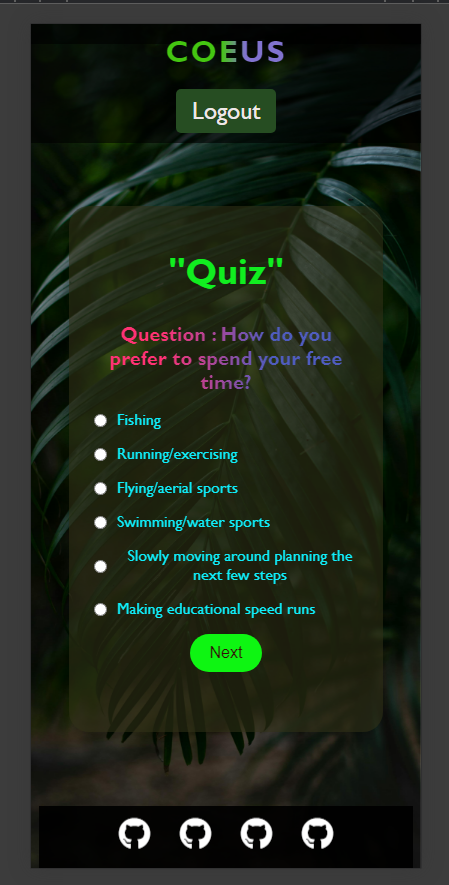 COEUS
Logout
"Quiz"
Question : How do you
prefer to spend your free
time?
Fishing
Running/exercising
Flying/aerial sports
Swimming/water sports
Slowly moving around planning the
next few steps
Making educational speed runs
Next